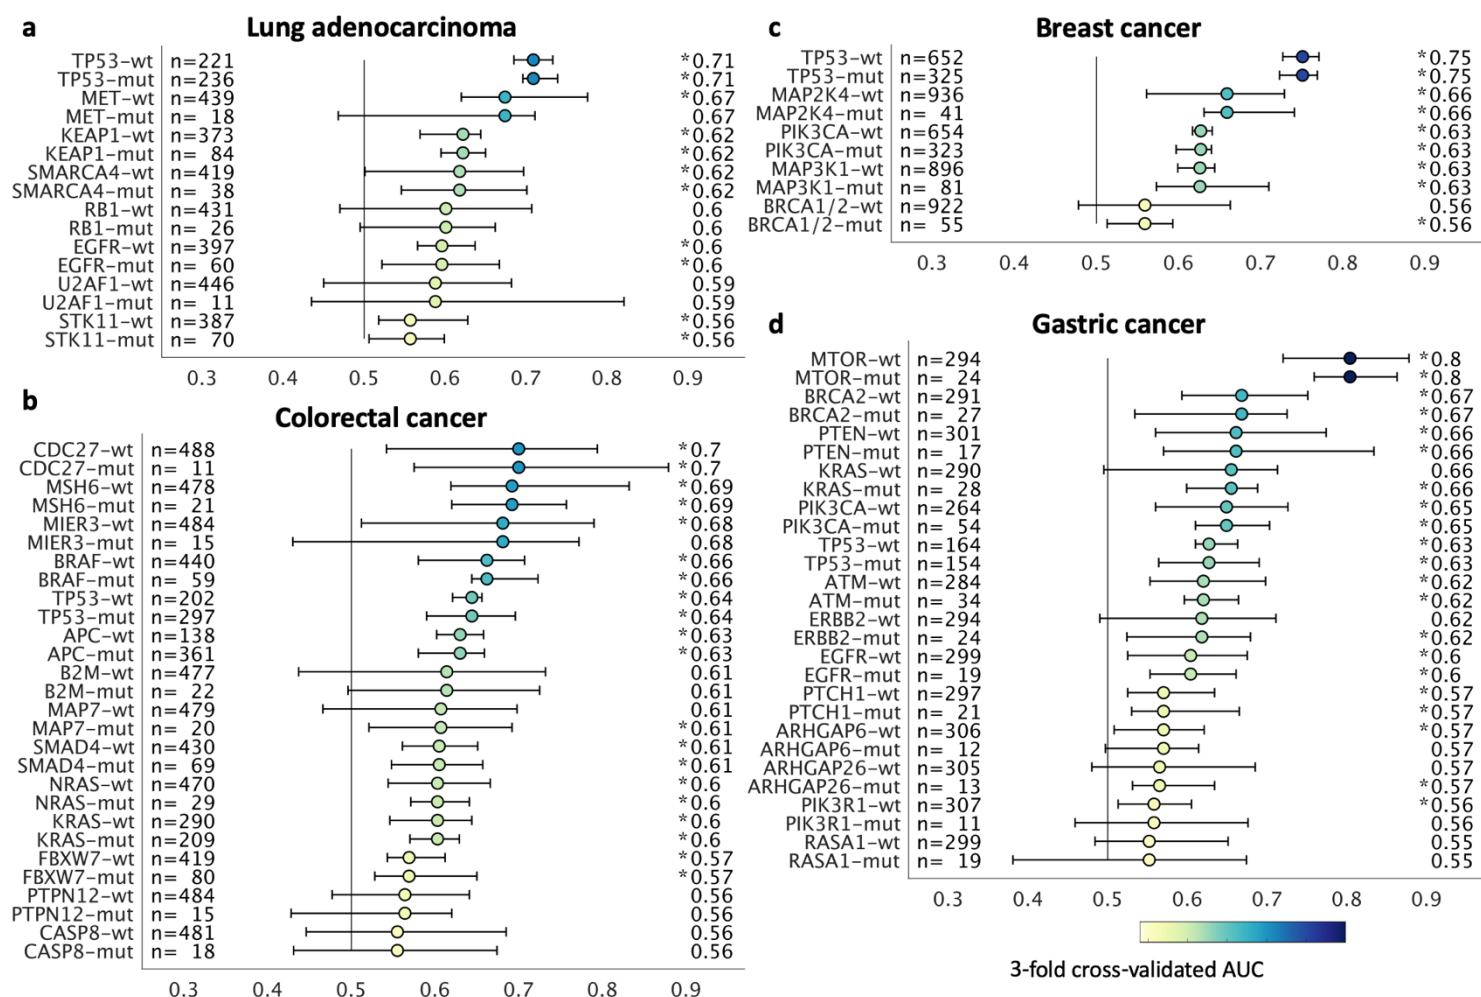 a
Lung adenocarcinoma
TP53-wt n=221 *0.71
TP53-mut n=236 *0.71
MET-wt n=439 *0.67
MET-mut n= 18 0.67
KEAP1-wt n=373 *0.62
KEAP1-mut n= 84 *0.62
SMARCA4-wt n=419 *0.62
SMARCA4-mut n= 38 *0.62
RB1-wt n=431 0.6
RB1-mut n= 26 0.6
EGFR-wt n=397 *0.6
EGFR-mut n= 60 *0.6
U2AF1-wt n=446 0.59
U2AF1-mut n= 11 0.59
STK11-wt n=387 *0.56
STK11-mut n= 70 *0.56
0.3 0.4 0.5 0.6 0.7 0.8 0.9
b
Colorectal cancer
CDC27-wt n=488 *0.7
CDC27-mut n= 11 *0.7
MSH6-wt n=478 *0.69
MSH6-mut n= 21 *0.69
MIER3-wt n=484 *0.68
MIER3-mut n= 15 0.68
BRAF-wt n=440 *0.66
BRAF-mut n= 59 *0.66
TP53-wt n=202 *0.64
TP53-mut n=297 *0.64
APC-wt n=138 *0.63
APC-mut n=361 *0.63
B2M-wt n=477 0.61
B2M-mut n= 22 0.61
MAP7-wt n=479 0.61
MAP7-mut n= 20 *0.61
SMAD4-wt n=430 *0.61
SMAD4-mut n= 69 *0.61
NRAS-wt n=470 *0.6
NRAS-mut n= 29 *0.6
KRAS-wt n=290 *0.6
KRAS-mut n=209 *0.6
FBXW7-wt n=419 *0.57
FBXW7-mut n= 80 *0.57
PTPN12-wt n=484 0.56
PTPN12-mut n= 15 0.56
CASP8-wt n=481 0.56
CASP8-mut n= 18 0.56
0.3 0.4 0.5 0.6 0.7 0.8 0.9
c
Breast cancer
TP53-wt n=652 *0.75
TP53-mut n=325 *0.75
MAP2K4-wt n=936 *0.66
MAP2K4-mut n= 41 *0.66
PIK3CA-wt n=654 *0.63
PIK3CA-mut n=323 *0.63
MAP3K1-wt n=896 *0.63
MAP3K1-mut n= 81 *0.63
BRCA1/2-wt n=922 0.56
BRCA1/2-mut n= 55 *0.56
0.3 0.4 0.5 0.6 0.7 0.8 0.9
d
Gastric cancer
MTOR-wt n=294 *0.8
MTOR-mut n= 24 *0.8
BRCA2-wt n=291 *0.67
BRCA2-mut n= 27 *0.67
PTEN-wt n=301 *0.66
PTEN-mut n= 17 *0.66
KRAS-wt n=290 0.66
KRAS-mut n= 28 *0.66
PIK3CA-wt n=264 *0.65
PIK3CA-mut n= 54 *0.65
TP53-wt n=164 *0.63
TP53-mut n=154 *0.63
ATM-wt n=284 *0.62
ATM-mut n= 34 *0.62
ERBB2-wt n=294 0.62
ERBB2-mut n= 24 *0.62
EGFR-wt n=299 *0.6
EGFR-mut n= 19 *0.6
PTCH1-wt n=297 *0.57
PTCH1-mut n= 21 *0.57
ARHGAP6-wt n=306 *0.57
ARHGAP6-mut n= 12 0.57
ARHGAP26-wt n=305 0.57
ARHGAP26-mut n= 13 *0.57
PIK3R1-wt n=307 *0.56
PIK3R1-mut n= 11 0.56
RASA1-wt n=299 0.55
RASA1-mut n= 19 0.55
0.3 0.4 0.5 0.6 0.7 0.8 0.9
3-fold cross-validated AUC